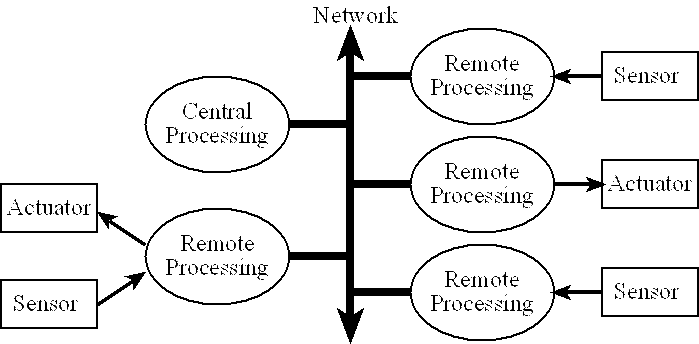 Network
Central
Processing
Remote
Processing
Sensor
Remote
Processing
Actuator
Actuator
Remote
Processing
Sensor
Remote
Processing
Sensor